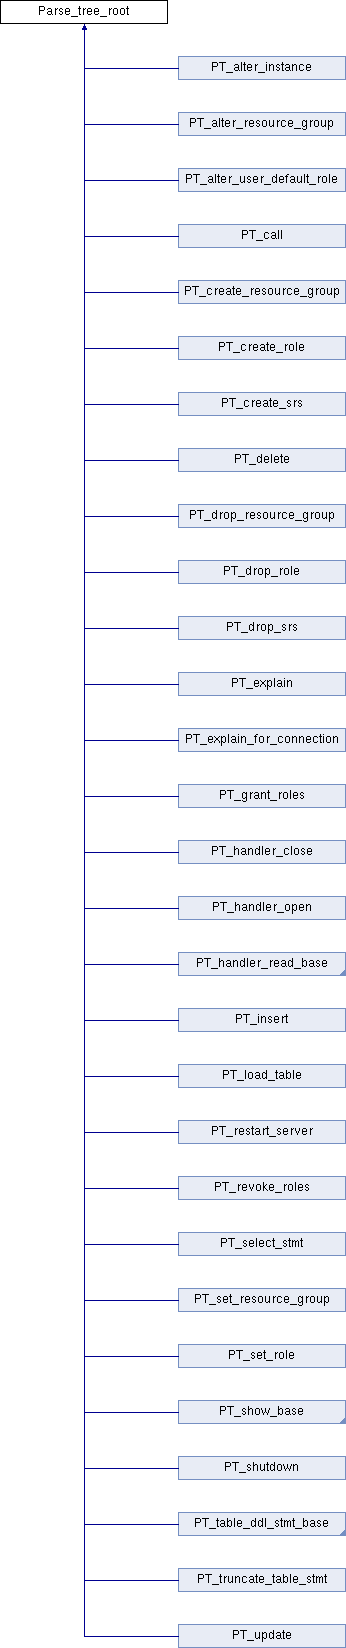 Parse_tree_root
PT_alter_instance
PT_alter_resource_group
PT_alter_user_default_role
PT_call
PT_create_resource_group
PT_create_role
PT_create_srs
PT_delete
PT_drop_resource_group
PT_drop_role
PT_drop_srs
PT_explain
PT_explain_for_connection
PT_grant_roles
PT_handler_close
PT_handler_open
PT_handler_read_base
PT_insert
PT_load_table
PT_restart_server
PT_revoke_roles
PT_select_stmt
PT_set_resource_group
PT_set_role
PT_show_base
PT_shutdown
PT_table_ddl_stmt_base
PT_truncate_table_stmt
PT_update